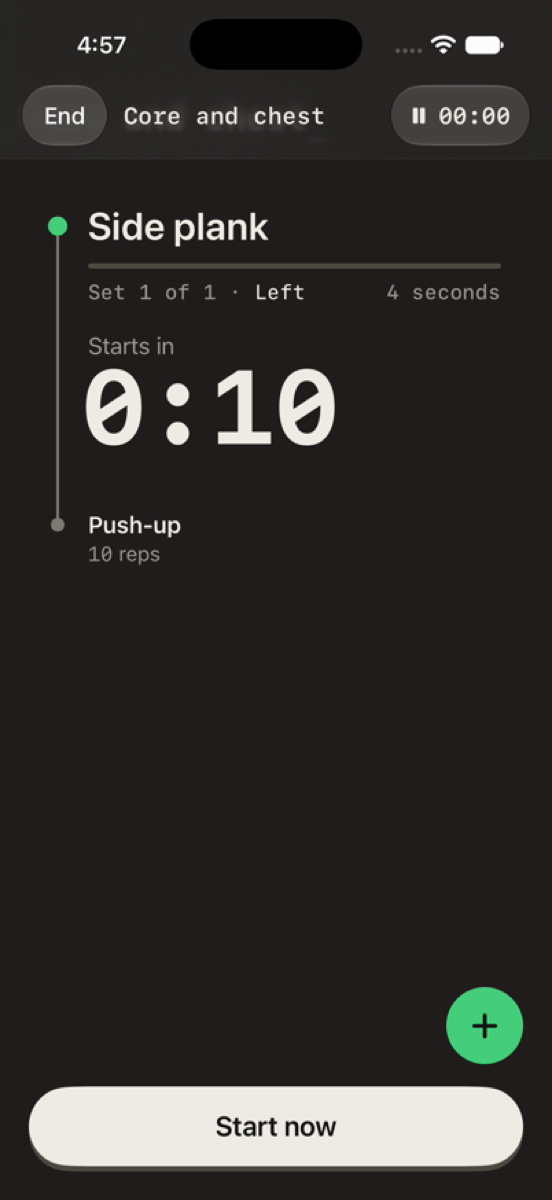 4:57
End Core and chest 00:00
Side plank
Set 1 of 1 · Left 4 seconds
Starts in
0:10
Push-up
10 reps
+
Start now